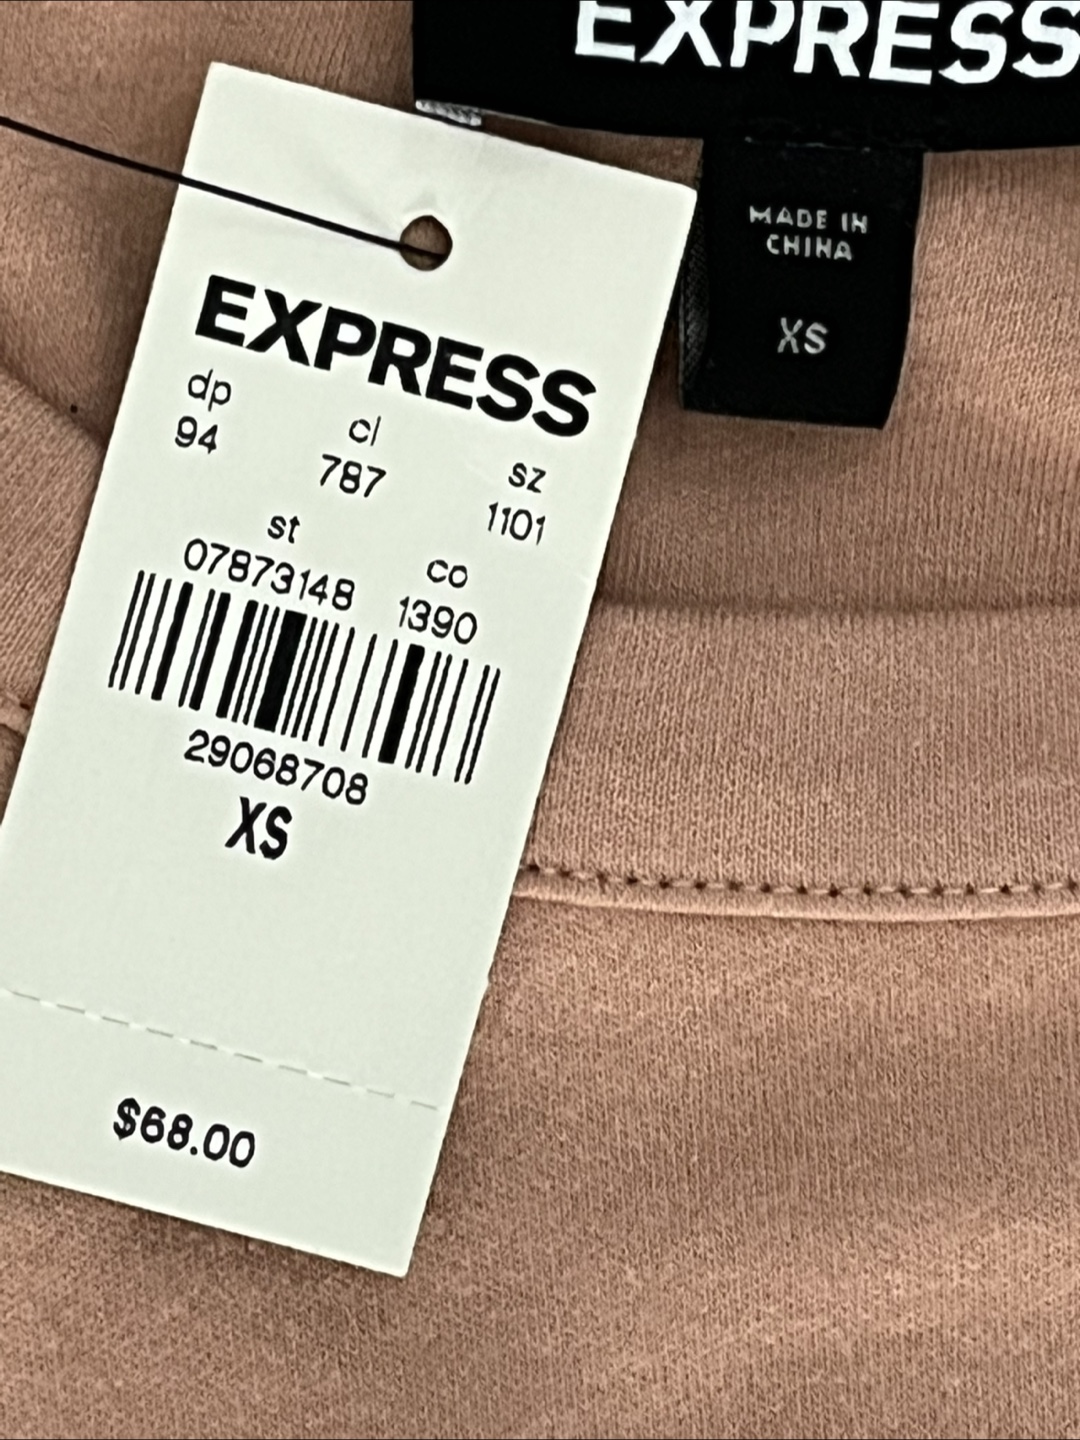 EXPRESS
MADE IN
CHINA
XS
EXPRESS
dp cl sz
94 787 1101
st co
07873148 1390
29068708
XS
$68.00